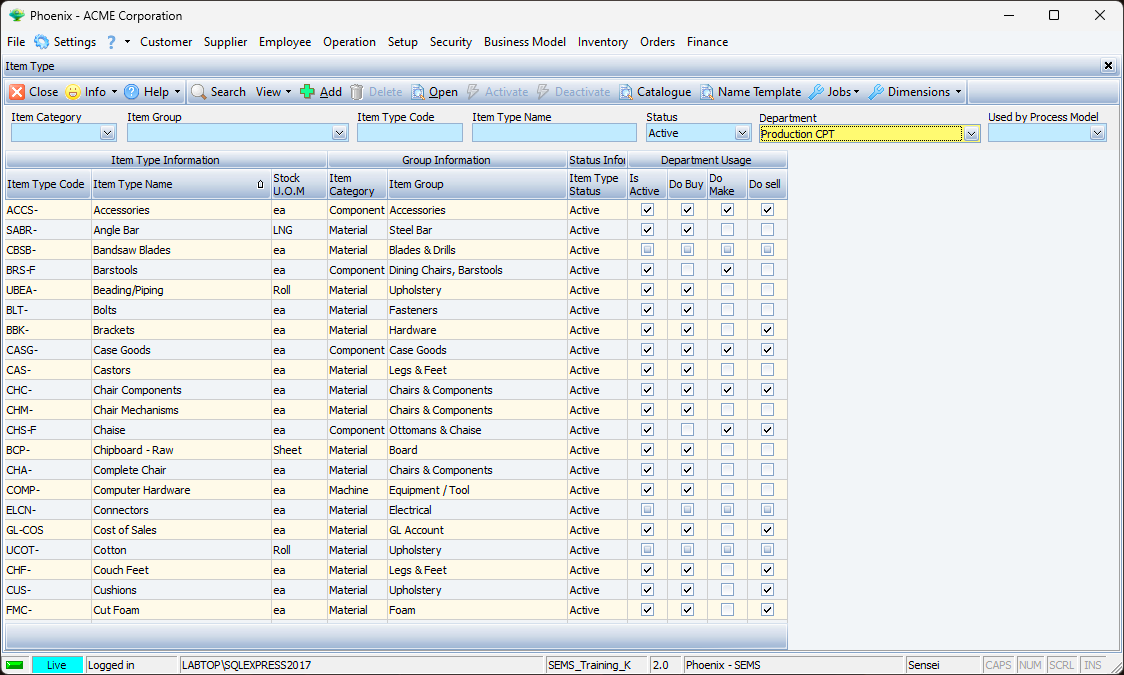 Phoenix - ACME Corporation
File Settings ? Customer Supplier Employee Operation Setup Security Business Model Inventory Orders Finance
Item Type
Close Info Help Search View Add Delete Open Activate Deactivate Catalogue Name Template Jobs Dimensions
Item Category Item Group Item Type Code Item Type Name Status Department Used by Process Model
Active Production CPT
Item Type Information Group Information Status Infor Department Usage
Item Type Code Item Type Name Stock U.O.M Item Category Item Group Item Type Status Is Active Do Buy Do Make Do sell
ACCS- Accessories ea Component Accessories Active
SABR- Angle Bar LNG Material Steel Bar Active
CBSB- Bandsaw Blades ea Material Blades & Drills Active
BRS-F Barstools ea Component Dining Chairs, Barstools Active
UBEA- Beading/Piping Roll Material Upholstery Active
BLT- Bolts ea Material Fasteners Active
BBK- Brackets ea Material Hardware Active
CASG- Case Goods ea Component Case Goods Active
CAS- Castors ea Material Legs & Feet Active
CHC- Chair Components ea Material Chairs & Components Active
CHM- Chair Mechanisms ea Material Chairs & Components Active
CHS-F Chaise ea Component Ottomans & Chaise Active
BCP- Chipboard - Raw Sheet Material Board Active
CHA- Complete Chair ea Material Chairs & Components Active
COMP- Computer Hardware ea Machine Equipment / Tool Active
ELCN- Connectors ea Material Electrical Active
GL-COS Cost of Sales ea Material GL Account Active
UCOT- Cotton Roll Material Upholstery Active
CHF- Couch Feet ea Material Legs & Feet Active
CUS- Cushions ea Material Upholstery Active
FMC- Cut Foam ea Material Foam Active
Live Logged in LABTOP\SQLEXPRESS2017 SEMS_Training_K 2.0 Phoenix - SEMS Sensei CAPS NUM SCRL INS